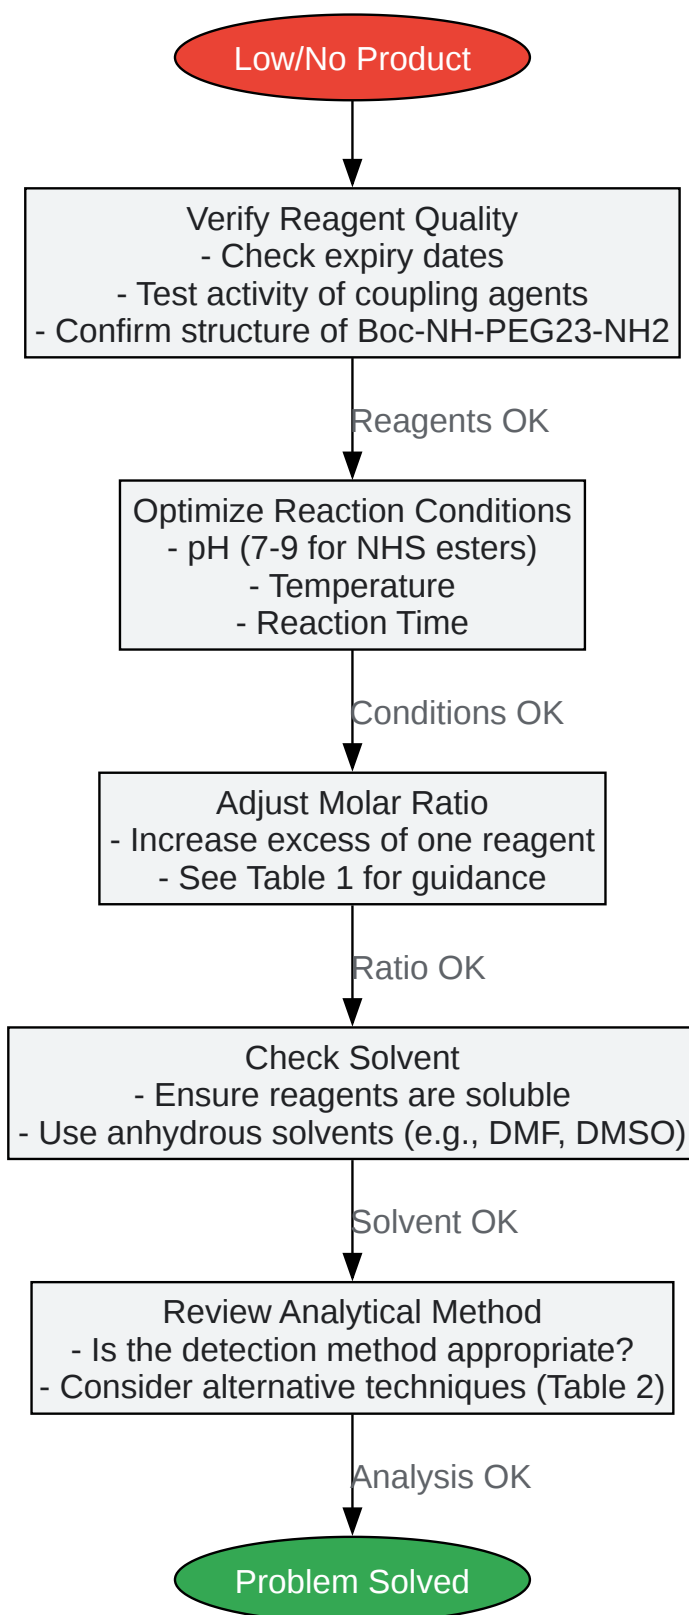 Low/No Product
Verify Reagent Quality
- Check expiry dates
- Test activity of coupling agents
- Confirm structure of Boc-NH-PEG23-NH2
Reagents OK
Optimize Reaction Conditions
- pH (7-9 for NHS esters)
- Temperature
- Reaction Time
Conditions OK
Adjust Molar Ratio
- Increase excess of one reagent
- See Table 1 for guidance
Ratio OK
Check Solvent
- Ensure reagents are soluble
- Use anhydrous solvents (e.g., DMF, DMSO)
Solvent OK
Review Analytical Method
- Is the detection method appropriate?
- Consider alternative techniques (Table 2)
Analysis OK
Problem Solved